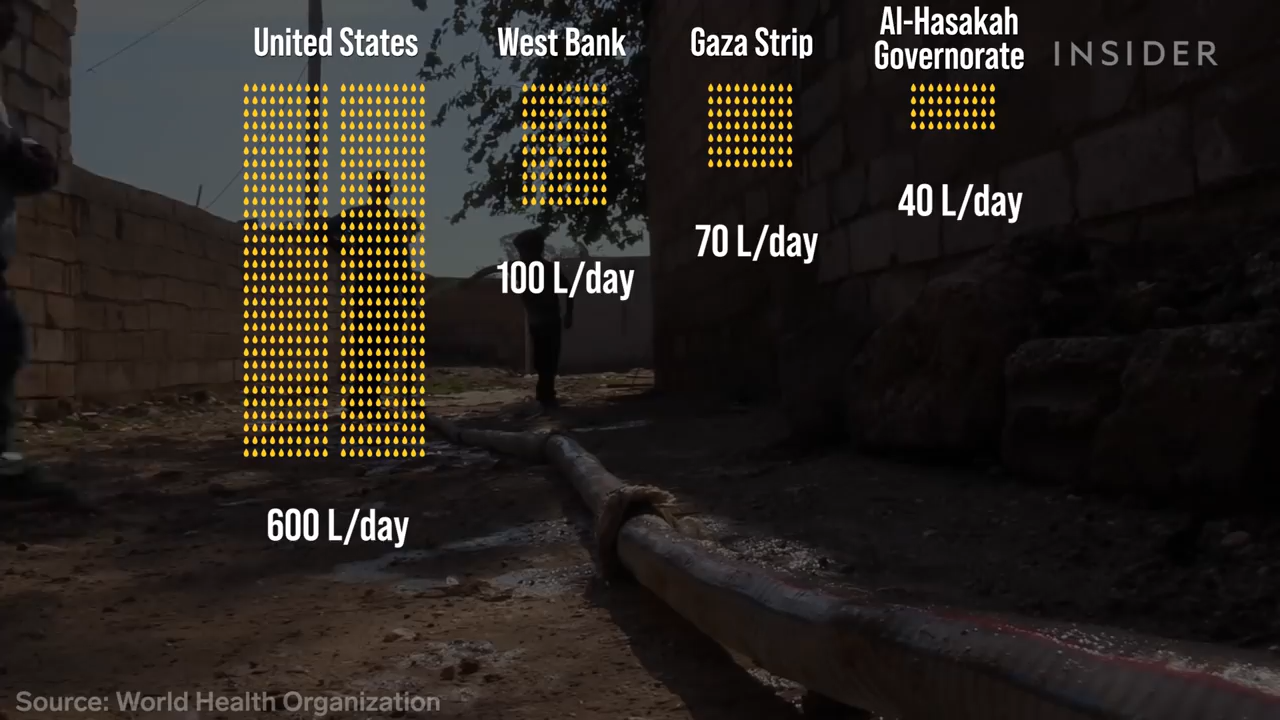 United States
West Bank
Gaza Strip
Al-Hasakah
Governorate
INSIDER
600 L/day
100 L/day
70 L/day
40 L/day
Source: World Health Organization